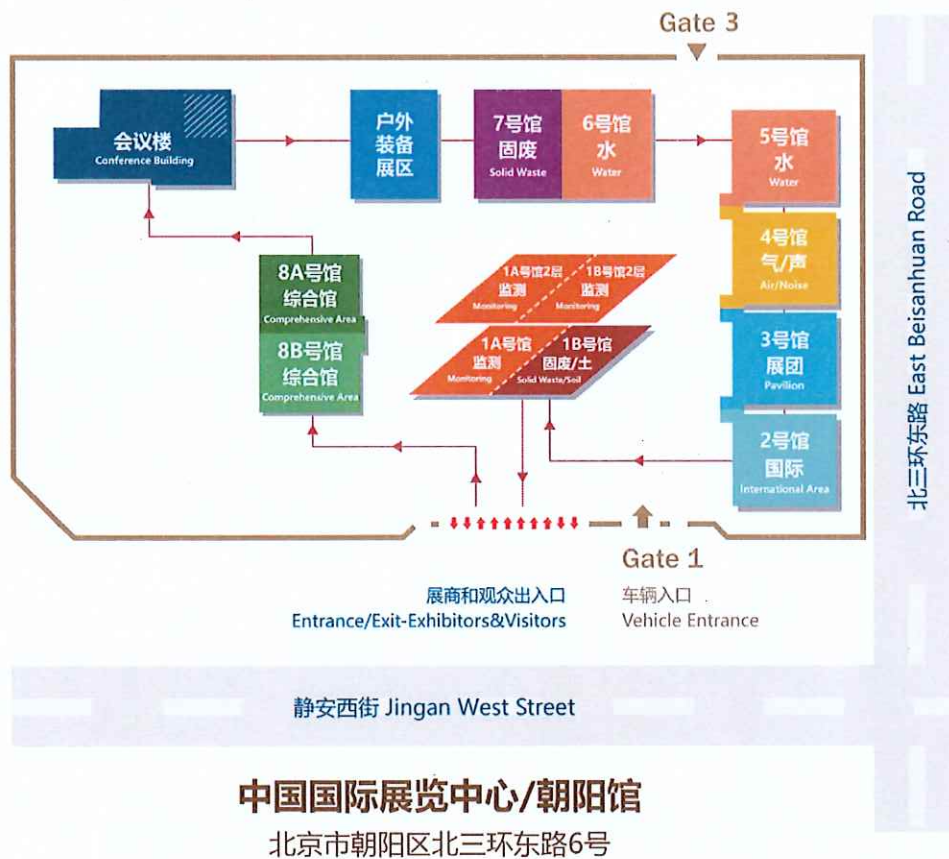 Gate 3
会议楼
Conference Building
户外
装备
展区
7号馆
固废
Solid Waste
6号馆
水
Water
5号馆
水
Water
4号馆
气/声
Air/Noise
3号馆
展团
Pavilion
2号馆
国际
International Area
8A号馆
综合馆
Comprehensive Area
8B号馆
综合馆
Comprehensive Area
1A号馆2层
监测
Monitoring
1B号馆2层
监测
Monitoring
1A号馆
监测
Monitoring
1B号馆
固废/土
Solid Waste/Soil
北三环东路 East Beisanhuan Road
Gate 1
展商和观众出入口
Entrance/Exit-Exhibitors&Visitors
车辆入口
Vehicle Entrance
静安西街 Jingan West Street
中国国际展览中心/朝阳馆
北京市朝阳区北三环东路6号